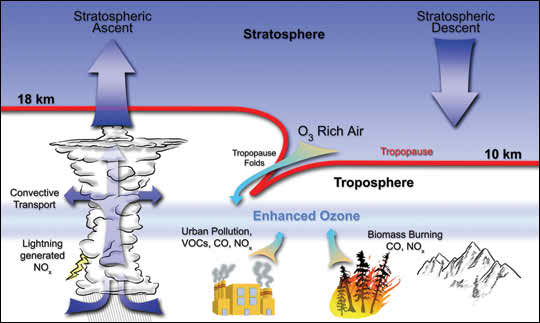 Stratospheric
Ascent
Stratosphere
Stratospheric
Descent
18 km
O3 Rich Air
Tropopause
Folds
Tropopause
10 km
Troposphere
Convective
Transport
Enhanced Ozone
Urban Pollution,
VOCs, CO, NOx
Biomass Burning
CO, NOx
Lightning
generated
NOx